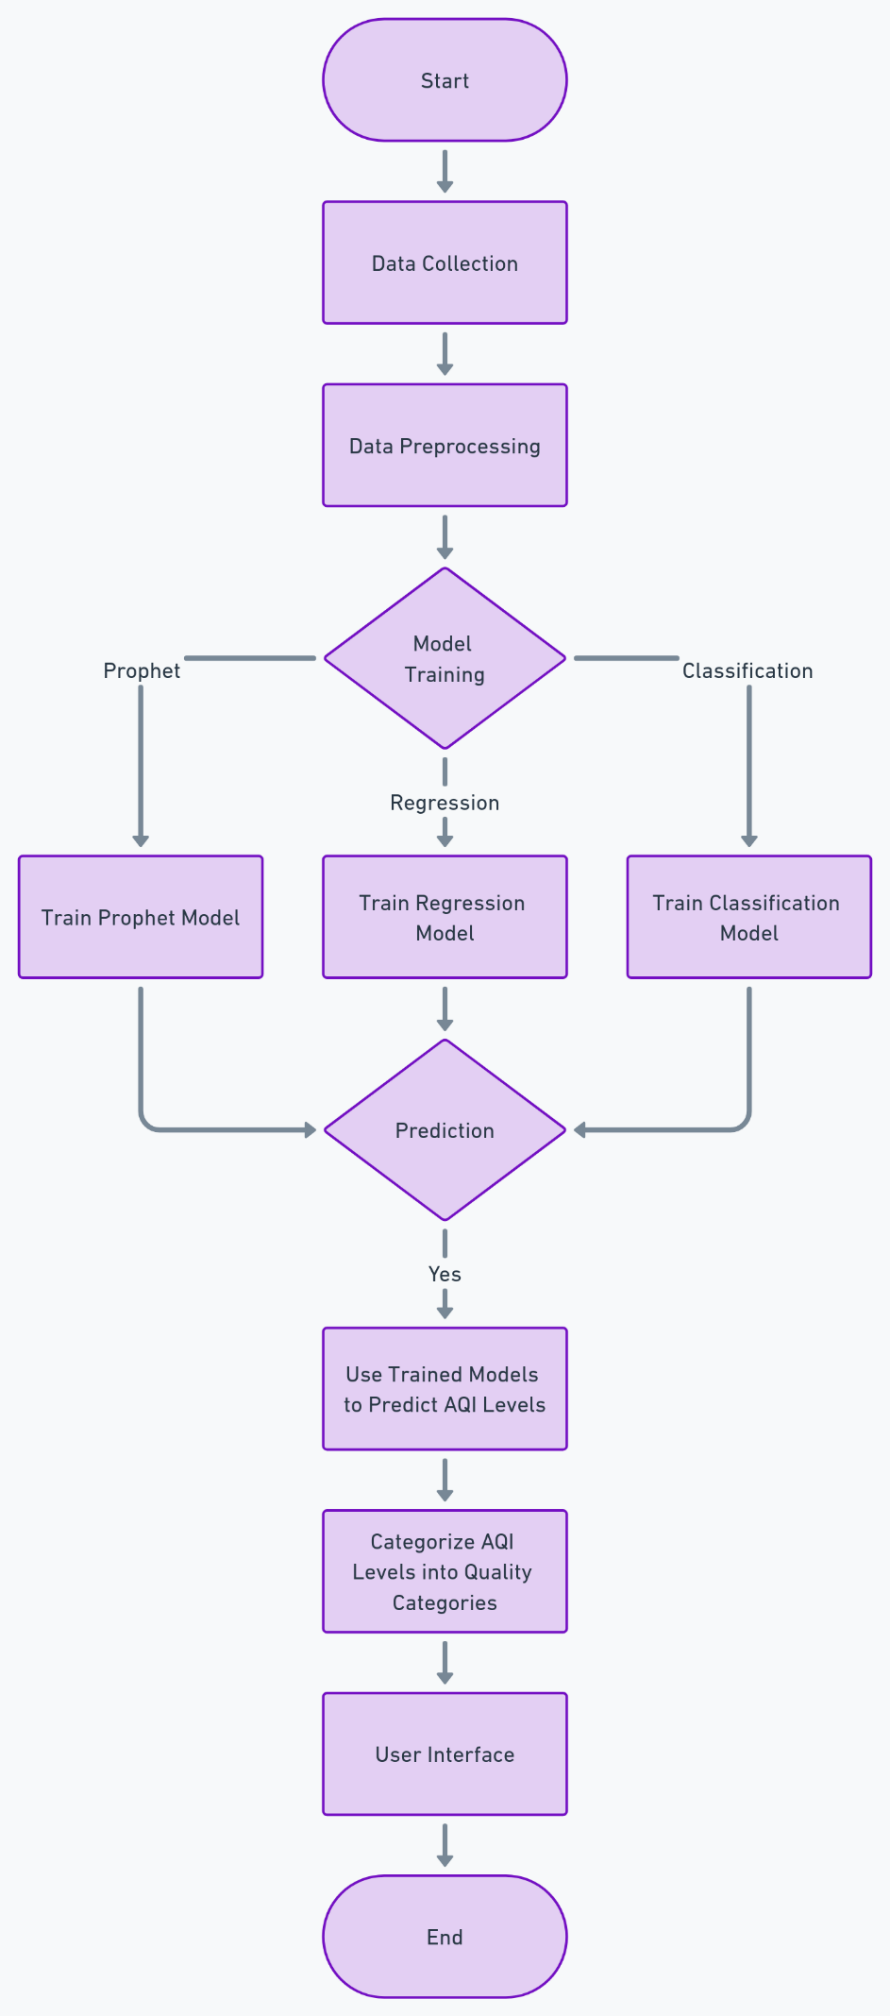 Start
Data Collection
Data Preprocessing
Model
Training
Prophet
Classification
Regression
Train Prophet Model
Train Regression
Model
Train Classification
Model
Prediction
Yes
Use Trained Models
to Predict AQI Levels
Categorize AQI
Levels into Quality
Categories
User Interface
End